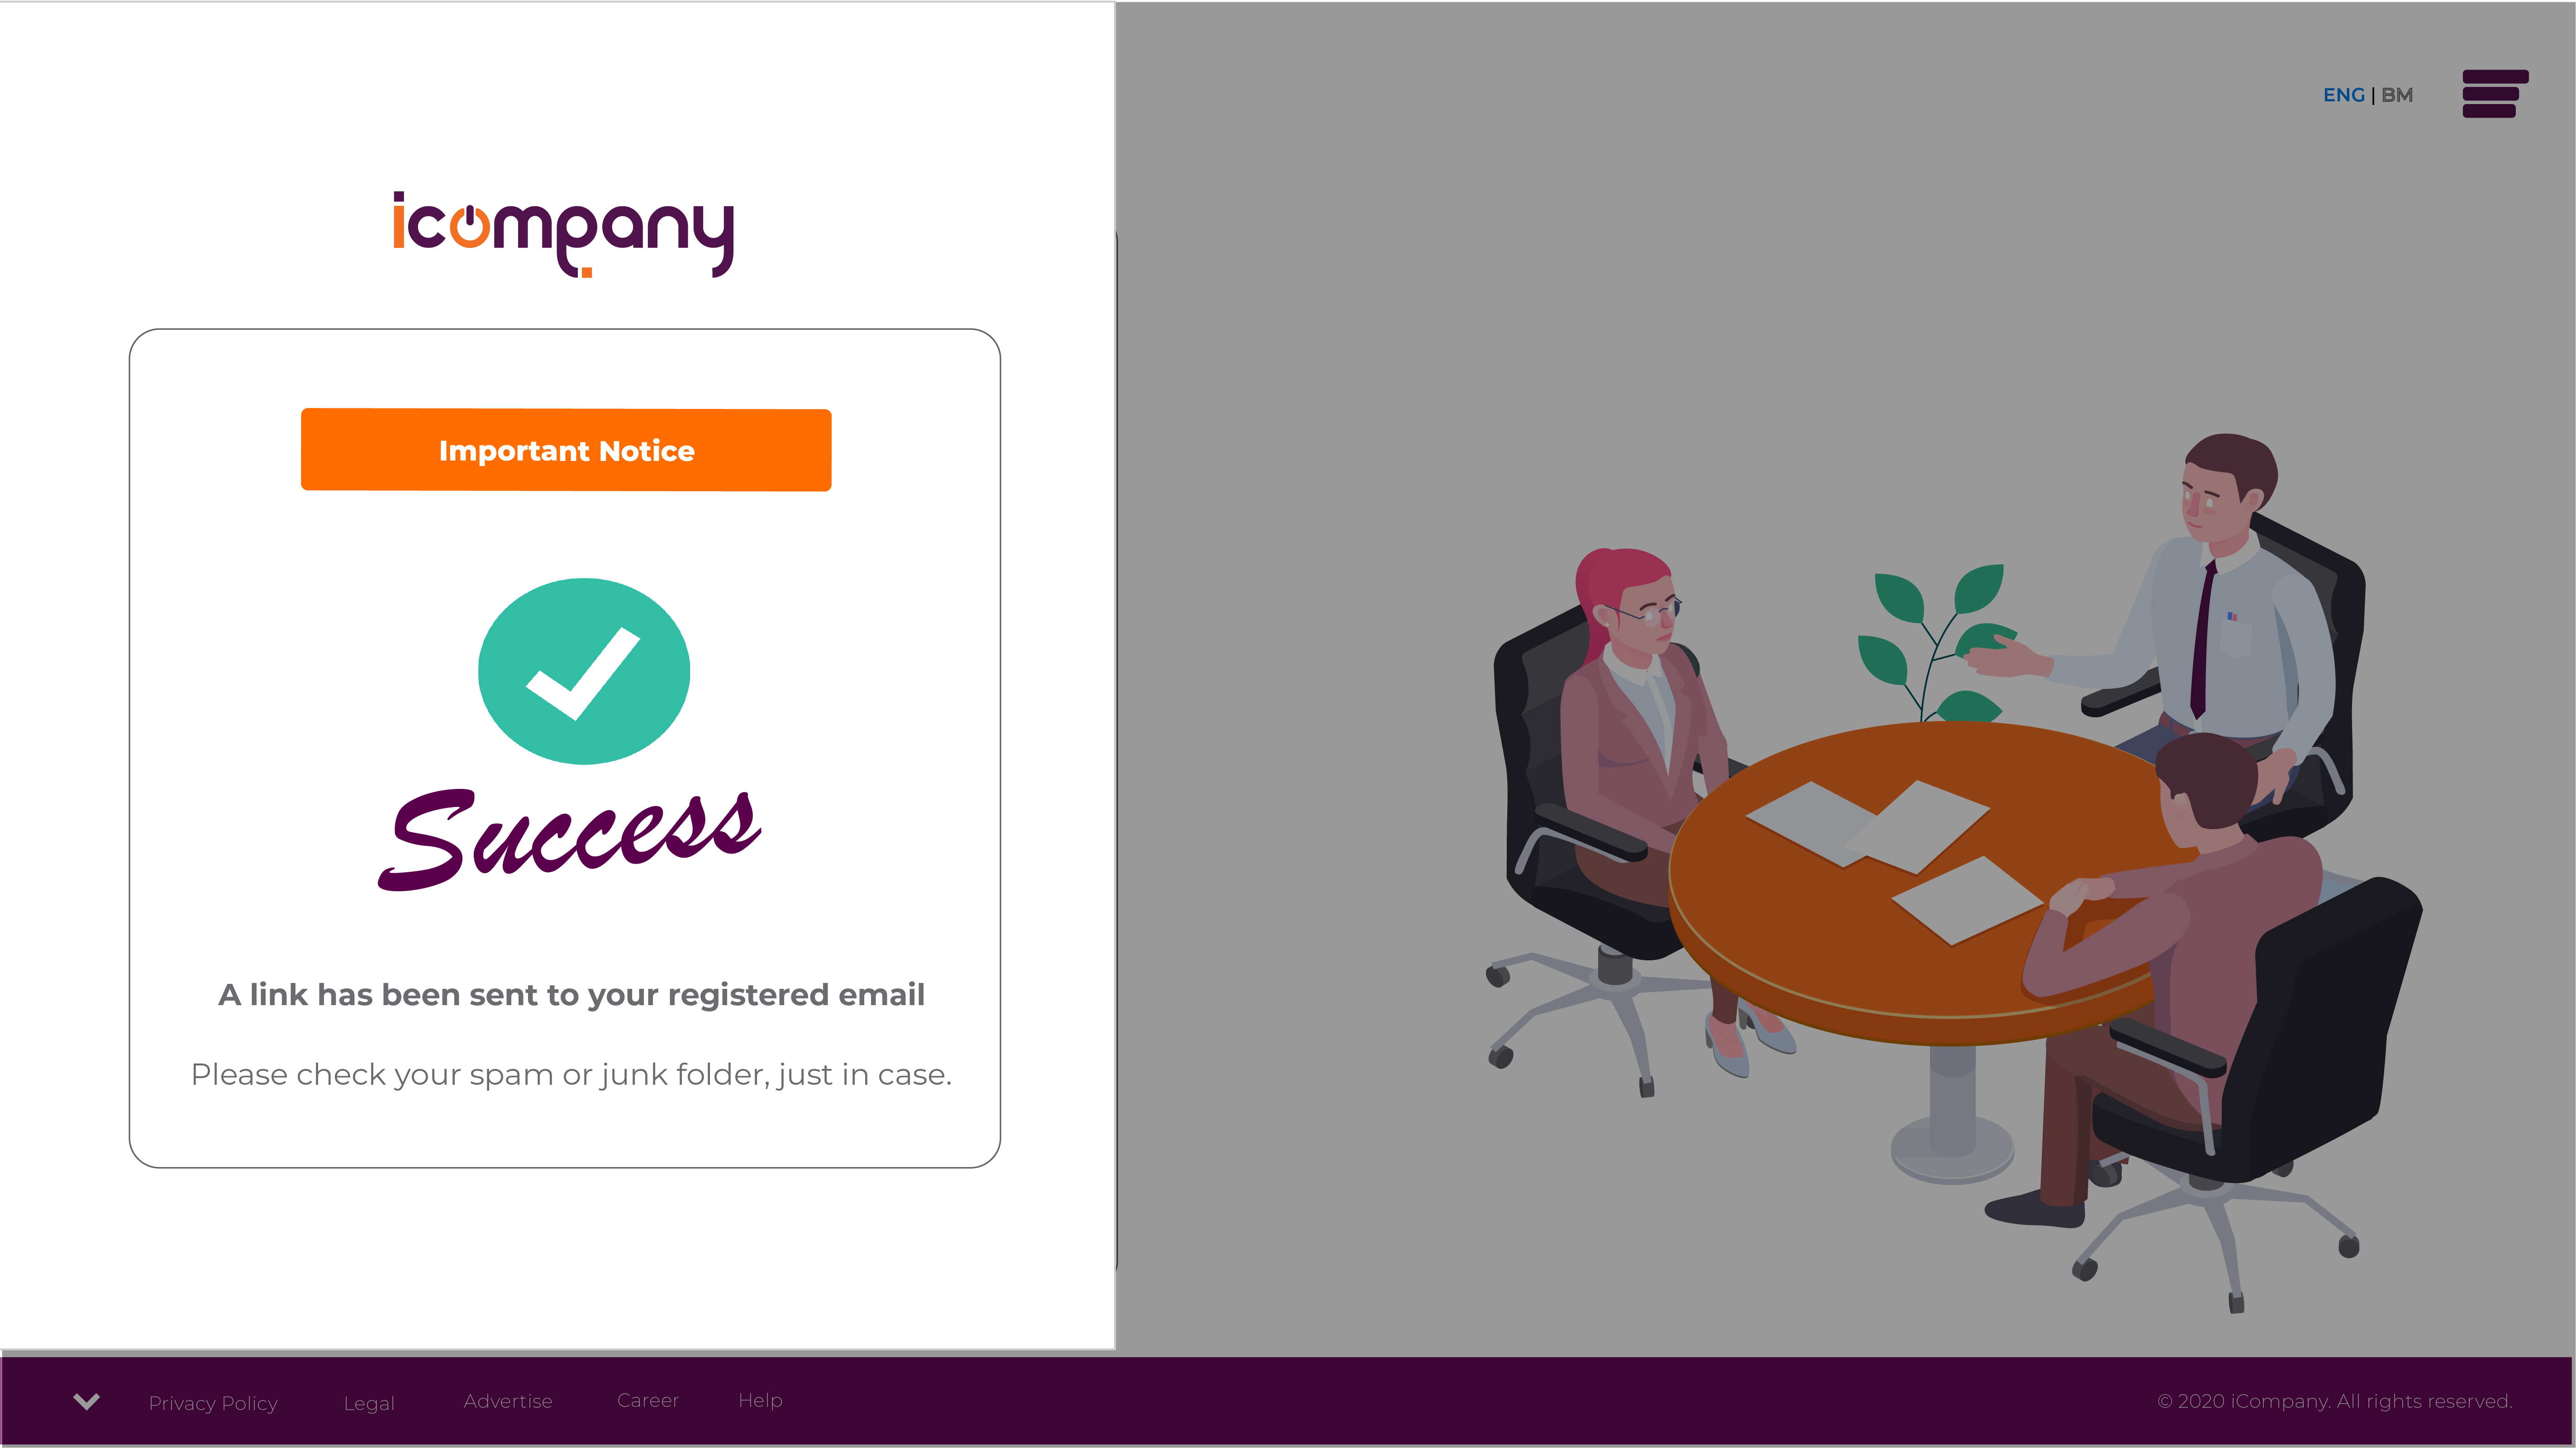 ENG | BM
icompany
Important Notice
Success
A link has been sent to your registered email
Please check your spam or junk folder, just in case.
Privacy Policy Legal Advertise Career Help
© 2020 iCompany. All rights reserved.